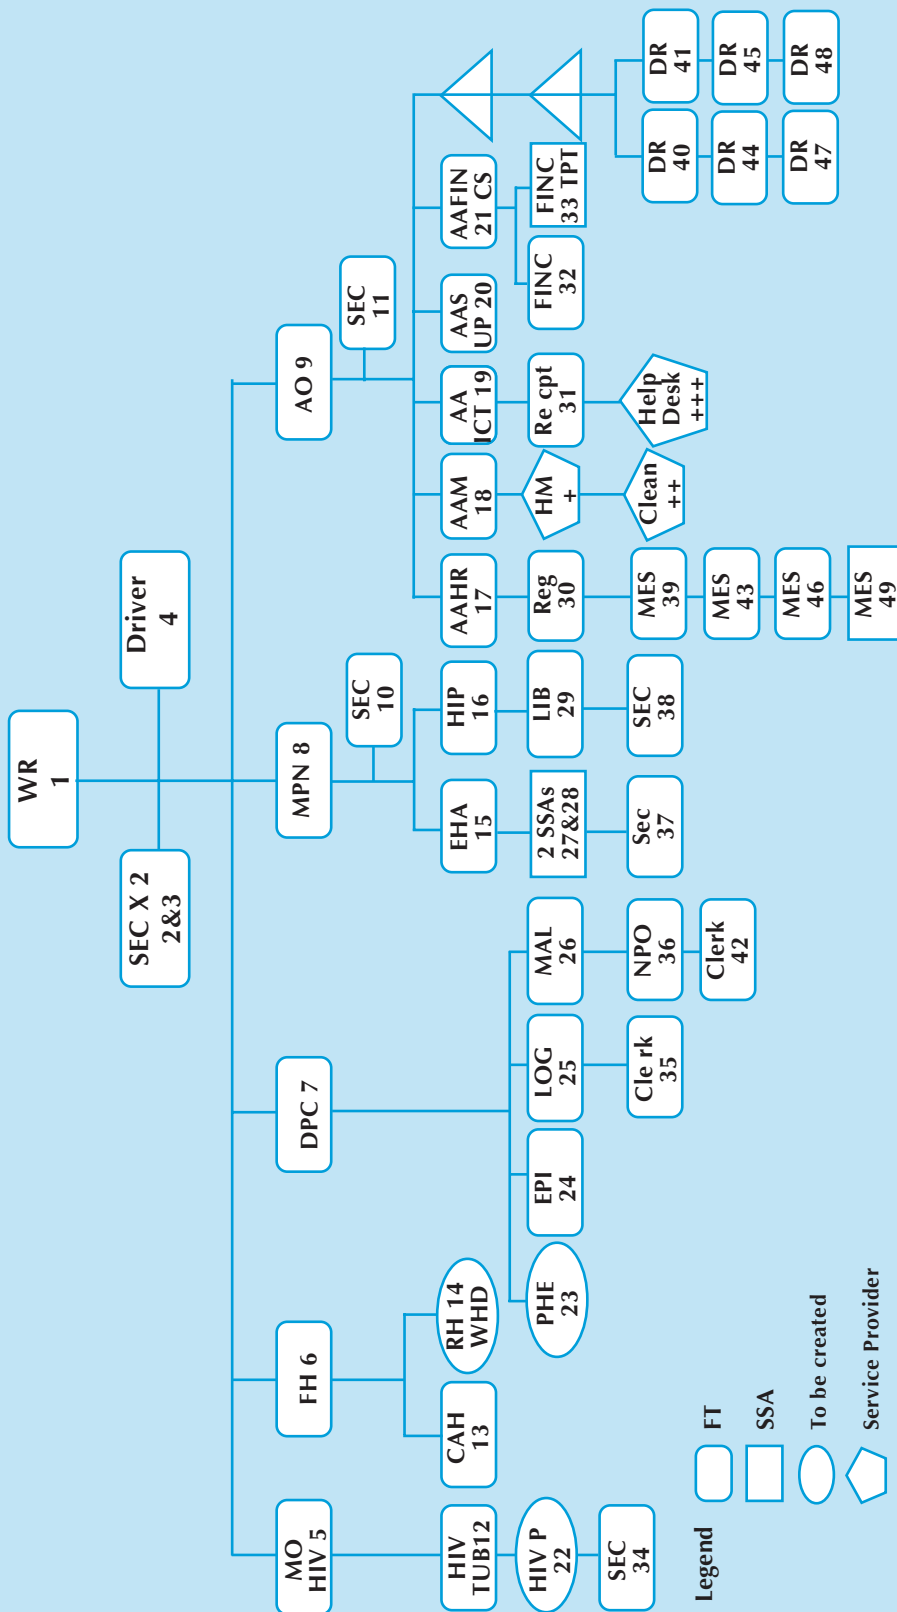 WR
1
SEC X 2
2&3
Driver
4
MO
HIV 5
FH 6
DPC 7
MPN 8
AO 9
SEC
10
SEC
11
HIV
TUB12
CAH
13
RH 14
WHD
EHA
15
HIP
16
AAHR
17
AAM
18
AA
ICT 19
AAS
UP 20
AAFIN
21 CS
HIV P
22
PHE
23
EPI
24
LOG
25
MAL
26
2 SSAs
27&28
LIB
29
Reg
30
HM
+
Re cpt
31
FINC
32
FINC
33 TPT
SEC
34
Cle rk
35
NPO
36
Sec
37
SEC
38
MES
39
Clean
++
Help
Desk
+++
DR
40
DR
41
Clerk
42
MES
43
DR
44
DR
45
MES
46
DR
47
DR
48
MES
49
Legend
FT
SSA
To be created
Service Provider